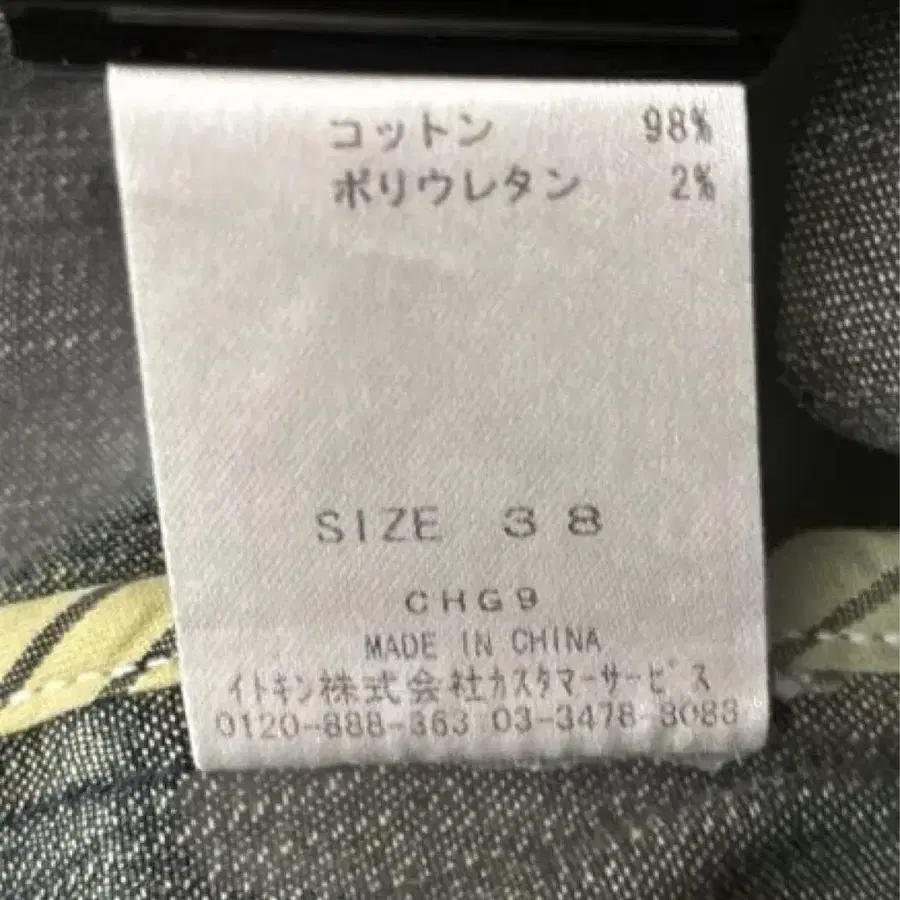 コットン 98%
ポリウレタン 2%
SIZE 38
CHG9
MADE IN CHINA
イトキン株式会社カスタマーサービス
0120-888-363 03-3478-8088